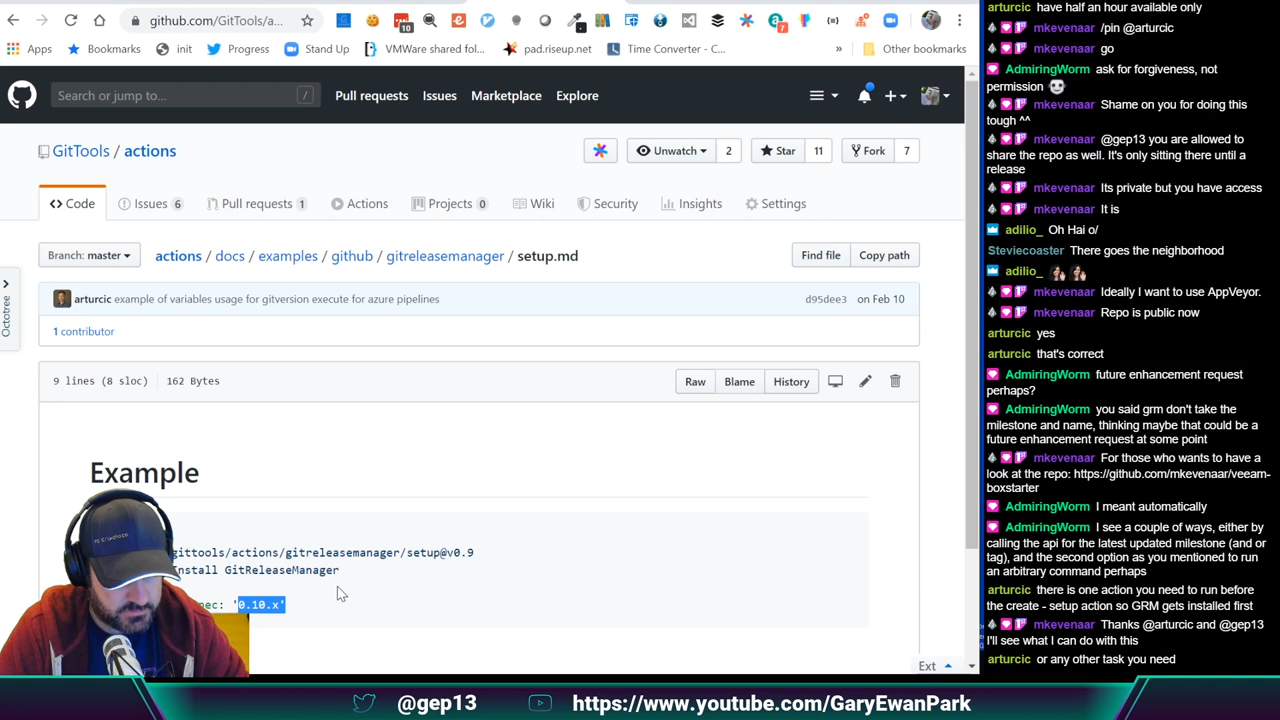 github.com/GitTools/a...
10
7
Apps
Bookmarks
init
Progress
Stand Up
VMWare shared fol...
pad.riseup.net
Time Converter - C...
»
Other bookmarks
Search or jump to...
/
Pull requests
Issues
Marketplace
Explore
GitTools / actions
Unwatch
2
Star
11
Fork
7
Code
Issues 6
Pull requests 1
Actions
Projects 0
Wiki
Security
Insights
Settings
Branch: master
actions / docs / examples / github / gitreleasemanager / setup.md
Find file
Copy path
Octotree
arturcic example of variables usage for gitversion execute for azure pipelines
d95dee3
on Feb 10
1 contributor
9 lines (8 sloc)
162 Bytes
Raw
Blame
History
Example
gittools/actions/gitreleasemanager/setup@v0.9
Install GitReleaseManager
pec: '0.10.x'
Ext
@gep13
https://www.youtube.com/GaryEwanPark
arturcic have half an hour available only
mkevenaar /pin @arturcic
mkevenaar go
AdmiringWorm ask for forgiveness, not
permission
mkevenaar Shame on you for doing this
tough ^^
mkevenaar @gep13 you are allowed to
share the repo as well. It's only sitting there until a
release
mkevenaar Its private but you have access
mkevenaar It is
adilio_ Oh Hai o/
Steviecoaster There goes the neighborhood
adilio_
mkevenaar Ideally I want to use AppVeyor.
mkevenaar Repo is public now
arturcic yes
arturcic that's correct
AdmiringWorm future enhancement request
perhaps?
AdmiringWorm you said grm don't take the
milestone and name, thinking maybe that could be a
future enhancement request at some point
mkevenaar For those who wants to have a
look at the repo: https://github.com/mkevenaar/veeam-
boxstarter
AdmiringWorm I meant automatically
AdmiringWorm I see a couple of ways, either by
calling the api for the latest updated milestone (and or
tag), and the second option as you mentioned to run
an arbitrary command perhaps
arturcic there is one action you need to run before
the create - setup action so GRM gets installed first
mkevenaar Thanks @arturcic and @gep13
I'll see what I can do with this
arturcic or any other task you need